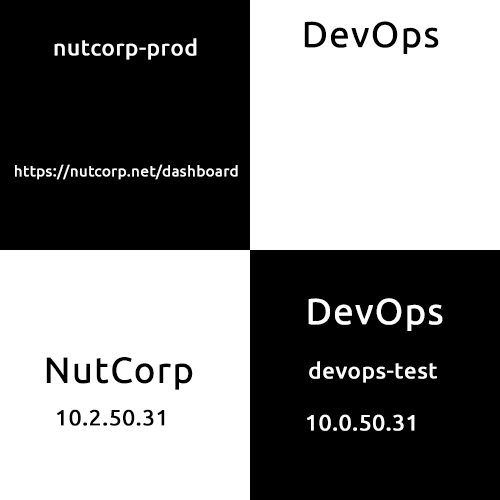 nutcorp-prod
https://nutcorp.net/dashboard
DevOps
NutCorp
10.2.50.31
DevOps
devops-test
10.0.50.31